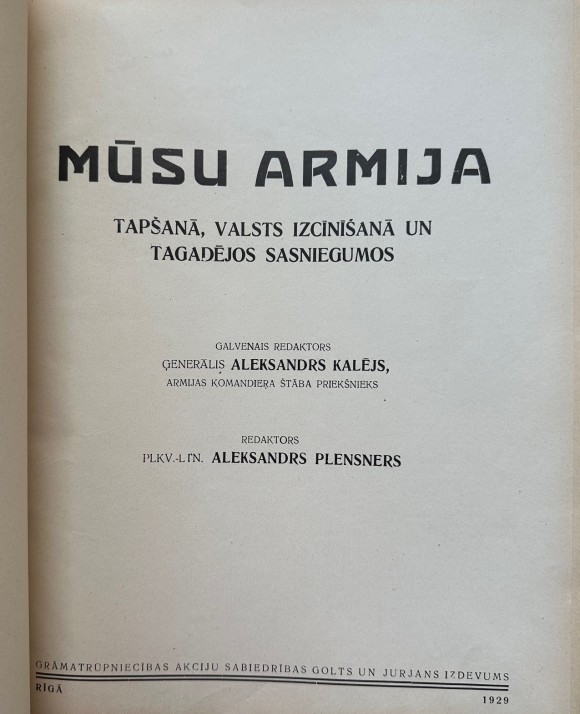 MŪSU ARMIJA
TAPŠANĀ, VALSTS IZCĪNĪŠANĀ UN
TAGADĒJOS SASNIEGUMOS
GALVENAIS REDAKTORS
ĢENERĀLIS ALEKSANDRS KALĒJS,
ARMIJAS KOMANDIEŖA ŠTĀBA PRIEKŠNIEKS
REDAKTORS
PLKV.-LTN. ALEKSANDRS PLENSNERS
GRĀMATRŪPNIECĪBAS AKCIJU SABIEDRĪBAS GOLTS UN JURJANS IZDEVUMS
RĪGĀ
1929